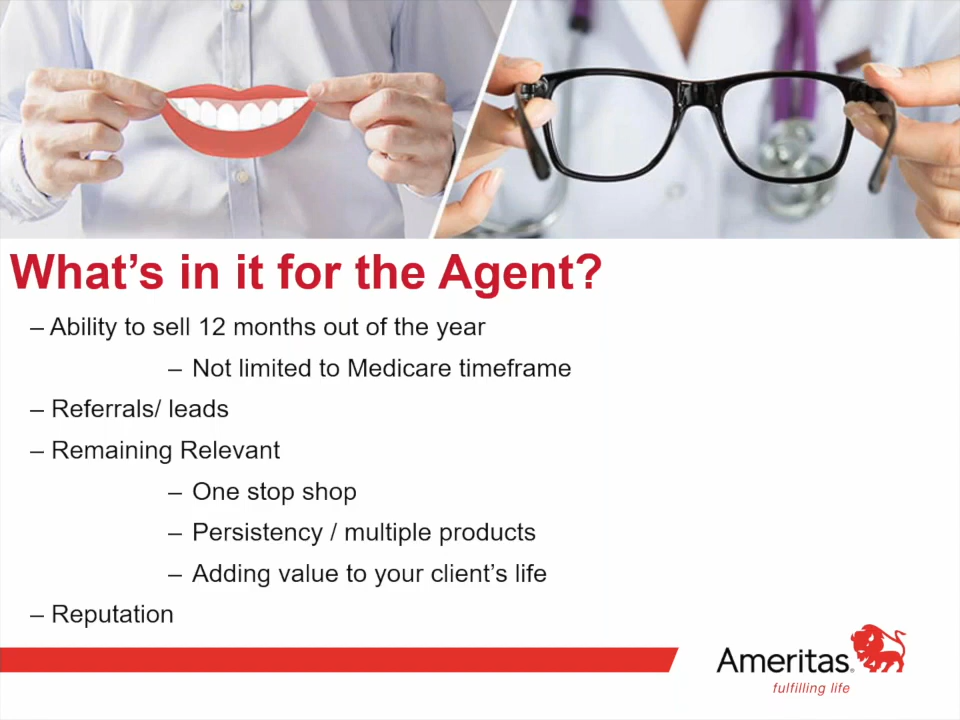 What's in it for the Agent?
– Ability to sell 12 months out of the year
– Not limited to Medicare timeframe
– Referrals/ leads
– Remaining Relevant
– One stop shop
– Persistency / multiple products
– Adding value to your client's life
– Reputation
Ameritas®
fulfilling life